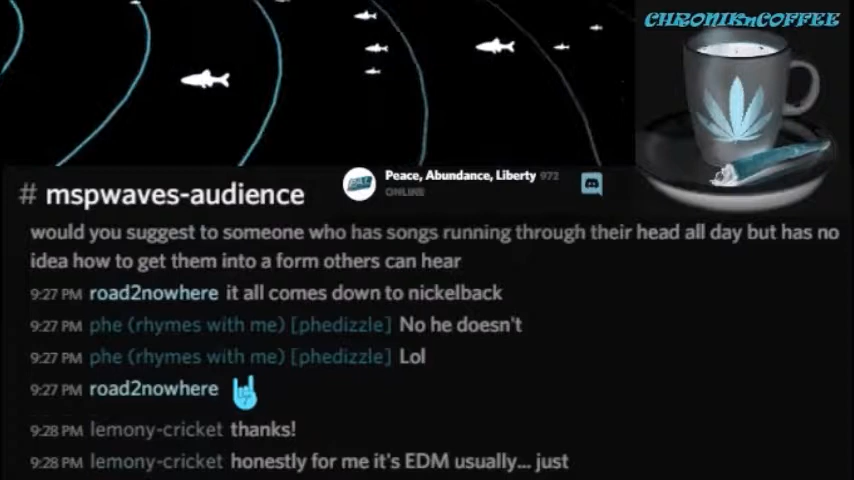 CHRONIKnCOFFEE
Peace, Abundance, Liberty 972
ONLINE
# mspwaves-audience
would you suggest to someone who has songs running through their head all day but has no
idea how to get them into a form others can hear
9:27 PM road2nowhere it all comes down to nickelback
9:27 PM phe (rhymes with me) [phedizzle] No he doesn't
9:27 PM phe (rhymes with me) [phedizzle] Lol
9:27 PM road2nowhere
9:28 PM lemony-cricket thanks!
9:28 PM lemony-cricket honestly for me it's EDM usually... just